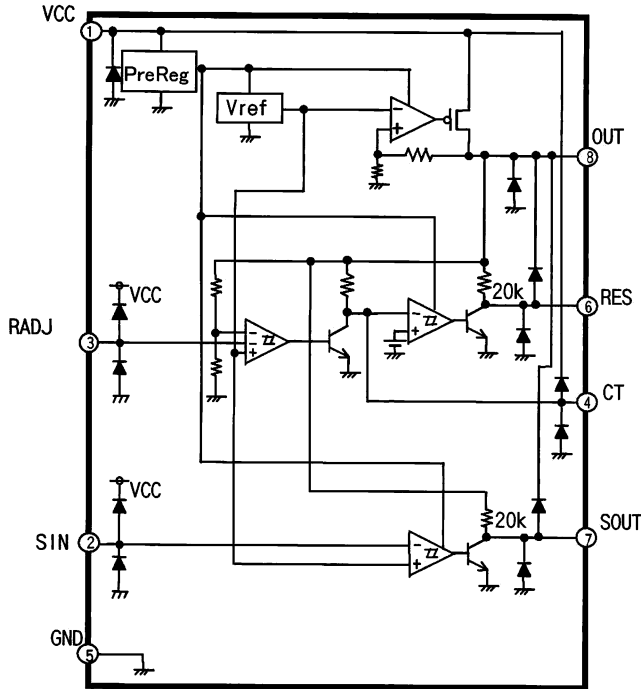 VCC
1
PreReg
Vref
−
+
OUT
8
VCC
RADJ
3
−
−
+
−
+
20k
RES
6
CT
4
VCC
SIN
2
−
+
20k
SOUT
7
GND
5